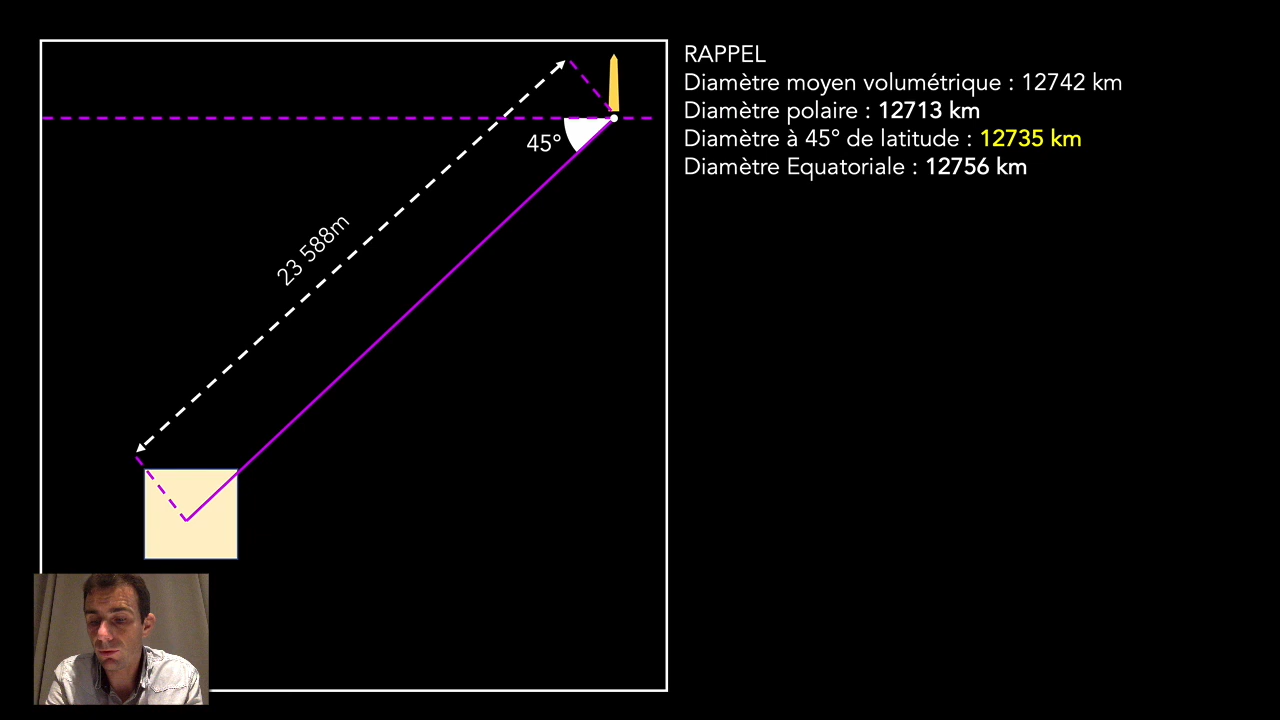 RAPPEL
Diamètre moyen volumétrique : 12742 km
Diamètre polaire : 12713 km
Diamètre à 45° de latitude : 12735 km
Diamètre Equatoriale : 12756 km
45°
23 588m